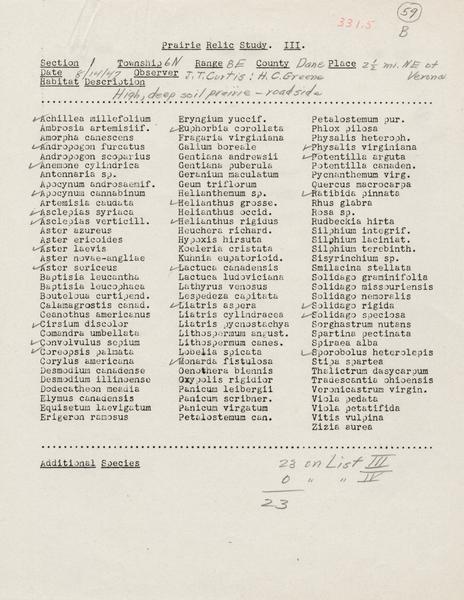 331.5
59
B
Prairie Relic Study. III.
Section 1 Township 6N Range 8E County Dane Place 2½ mi. NE of
Date 8/14/47 Observer J.T. Curtis: H.C. Greene Verona
Habitat Description
High, deep soil prairie - roadside
✓Achillea millefolium
Ambrosia artemisiif.
Amorpha canescens
✓Andropogon furcatus
Andropogon scoparius
✓Anemone cylindrica
Antennaria sp.
Apocynum androsaemif.
✓Apocynum cannabinum
Artemisia caudata
✓Asclepias syriaca
✓Asclepias verticill.
Aster azureus
Aster ericoides
✓Aster laevis
Aster novae-angliae
✓Aster sericeus
Baptisia leucantha
Baptisia leucophaea
Bouteloua curtipend.
Calamagrostis canad.
Ceanothus americanus
✓Cirsium discolor
Comandra umbellata
✓Convolvulus sepium
✓Coreopsis palmata
Corylus americana
Desmodium canadense
Desmodium illinoense
Dodecatheon meadia
Elymus canadensis
Equisetum laevigatum
Erigeron ramosus
Eryngium yuccif.
✓Euphorbia corollata
Fragaria virginiana
Galium boreale
Gentiana andrewsii
Gentiana puberula
Geranium maculatum
Geum triflorum
Helianthemum sp.
✓Helianthus grosse.
Helianthus occid.
✓Helianthus rigidus
Heuchera richard.
Hypoxis hirsuta
Koeleria cristata
Kuhnia eupatorioid.
✓Lactuca canadensis
Lactuca ludoviciana
Lathyrus venosus
Lespedeza capitata
✓Liatris aspera
Liatris cylindracea
Liatris pycnostachya
Lithospermum angust.
Lithospermum canes.
Lobelia spicata
✓Monarda fistulosa
Oenothera biennis
Oxypolis rigidior
Panicum leibergii
Panicum scribner.
Panicum virgatum
Petalostemum can.
Petalostemum pur.
Phlox pilosa
Physalis heteroph.
✓Physalis virginiana
✓Potentilla arguta
Potentilla canaden.
Pycnanthemum virg.
Quercus macrocarpa
✓Ratibida pinnata
Rhus glabra
Rosa sp.
Rudbeckia hirta
Silphium integrif.
Silphium laciniat.
Silphium terebinth.
Sisyrinchium sp.
Smilacina stellata
Solidago graminifolia
Solidago missouriensis
Solidago nemoralis
✓Solidago rigida
✓Solidago speciosa
Sorghastrum nutans
Spartina pectinata
Spiraea alba
✓Sporobolus heterolepis
Stipa spartea
Thalictrum dasycarpum
Tradescantia ohioensis
Veronicastrum virgin.
Viola pedata
Viola petatifida
Vitis vulpina
Zizia aurea
Additional Species
23 on List III
0 " " IV
23